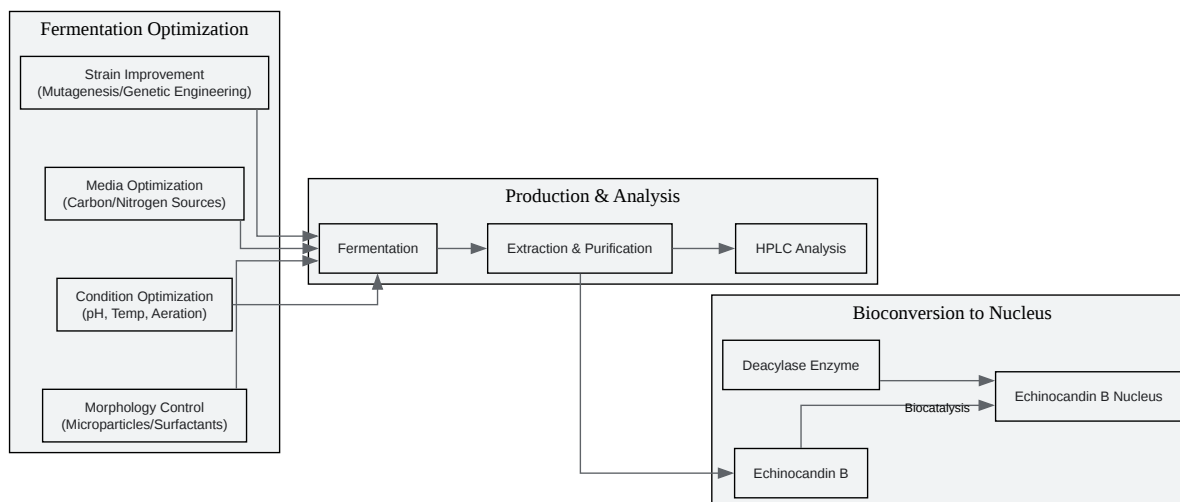 Fermentation Optimization
Strain Improvement
(Mutagenesis/Genetic Engineering)
Media Optimization
(Carbon/Nitrogen Sources)
Condition Optimization
(pH, Temp, Aeration)
Morphology Control
(Microparticles/Surfactants)
Production & Analysis
Fermentation
Extraction & Purification
HPLC Analysis
Bioconversion to Nucleus
Deacylase Enzyme
Echinocandin B Nucleus
Biocatalysis
Echinocandin B